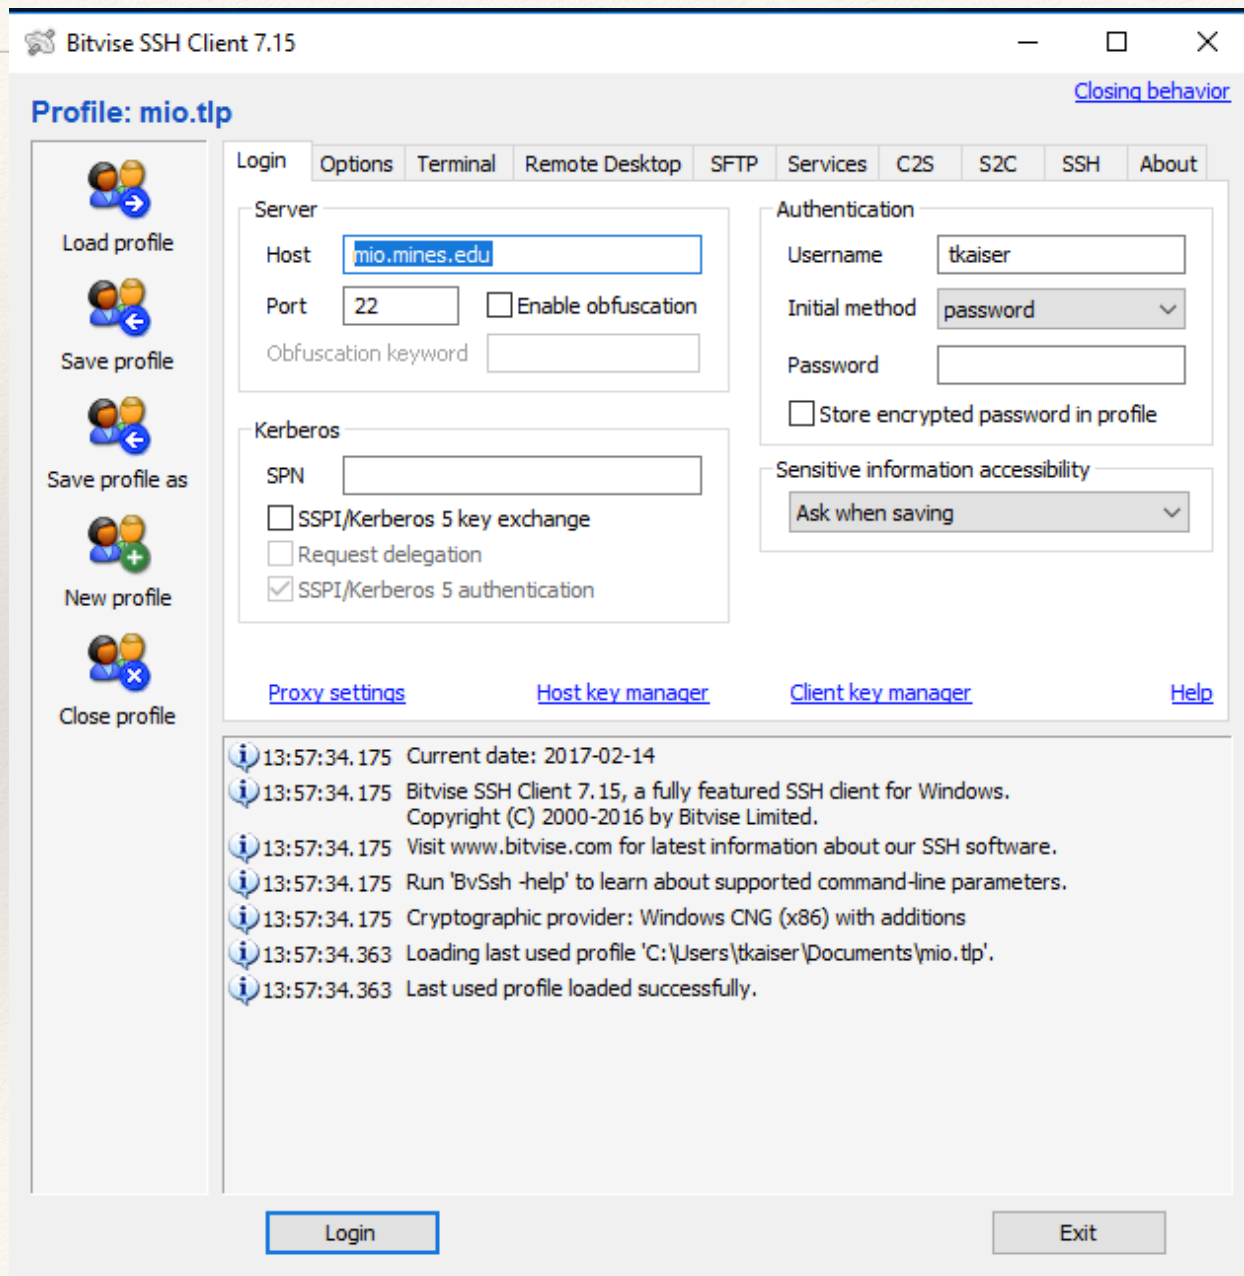 Bitvise SSH Client 7.15
Closing behavior
Profile: mio.tlp
Load profile
Save profile
Save profile as
New profile
Close profile
Login Options Terminal Remote Desktop SFTP Services C2S S2C SSH About
Server
Host mio.mines.edu
Port 22 Enable obfuscation
Obfuscation keyword
Kerberos
SPN
SSPI/Kerberos 5 key exchange
Request delegation
SSPI/Kerberos 5 authentication
Authentication
Username tkaiser
Initial method password
Password
Store encrypted password in profile
Sensitive information accessibility
Ask when saving
Proxy settings Host key manager Client key manager Help
13:57:34.175 Current date: 2017-02-14
13:57:34.175 Bitvise SSH Client 7.15, a fully featured SSH client for Windows.
Copyright (C) 2000-2016 by Bitvise Limited.
13:57:34.175 Visit www.bitvise.com for latest information about our SSH software.
13:57:34.175 Run 'BvSsh -help' to learn about supported command-line parameters.
13:57:34.175 Cryptographic provider: Windows CNG (x86) with additions
13:57:34.363 Loading last used profile 'C:\Users\tkaiser\Documents\mio.tlp'.
13:57:34.363 Last used profile loaded successfully.
Login Exit